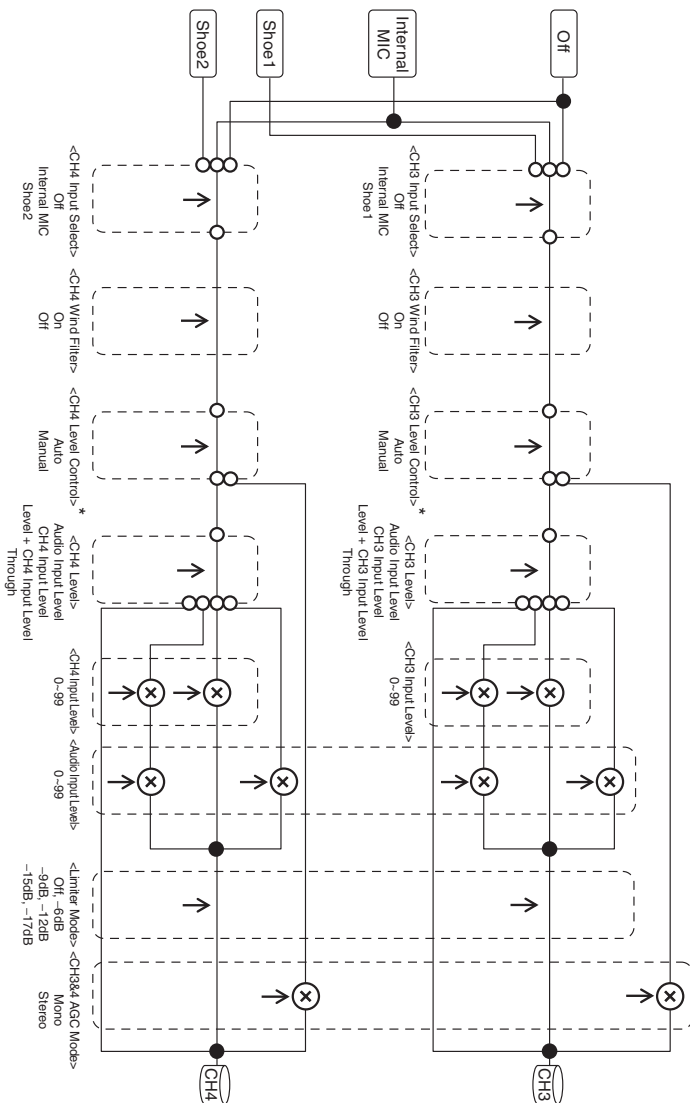 Off
Internal
MIC
Shoe1
Shoe2
<CH3 Input Select>
Off
Internal MIC
Shoe1
<CH3 Wind Filter>
On
Off
<CH3 Level Control> *
Auto
Manual
<CH3 Level>
Audio Input Level
CH3 Input Level
Level + CH3 Input Level
Through
<CH3 Input Level>
0~99
CH3
<CH4 Input Select>
Off
Internal MIC
Shoe2
<CH4 Wind Filter>
On
Off
<CH4 Level Control> *
Auto
Manual
<CH4 Level>
Audio Input Level
CH4 Input Level
Level + CH4 Input Level
Through
<CH4 Input Level>
0~99
<Audio Input Level>
0~99
<Limiter Mode>
Off, −6dB
−9dB, −12dB
−15dB, −17dB
<CH3&4 AGC Mode>
Mono
Stereo
CH4